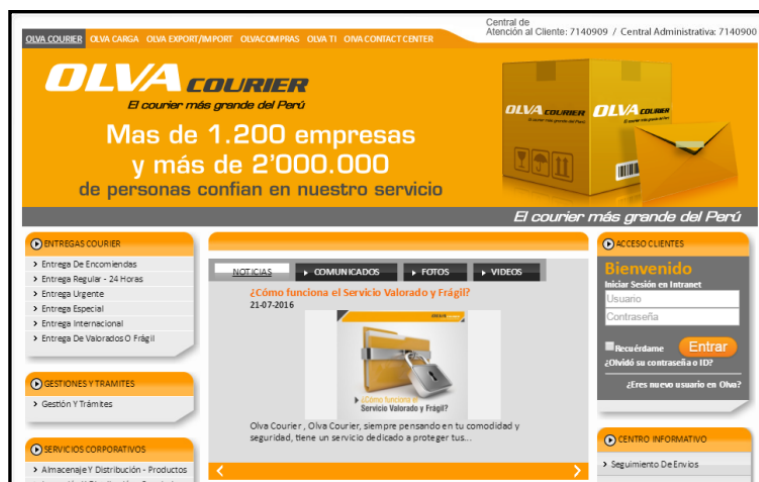 OLVA COURIER OLVA CARGA OLVA EXPORT/IMPORT OLVACOMPRAS OLVA TI OLVA CONTACT CENTER
Central de
Atención al Cliente: 7140909 / Central Administrativa: 7140900
OLVA COURIER
El courier más grande del Perú
Mas de 1.200 empresas
y más de 2'000.000
de personas confian en nuestro servicio
OLVA COURIER
OLVA COURIER
El courier más grande del Perú
ENTREGAS COURIER
Entrega De Encomiendas
Entrega Regular - 24 Horas
Entrega Urgente
Entrega Especial
Entrega Internacional
Entrega De Valorados O Frágil
GESTIONES Y TRAMITES
Gestión Y Trámites
SERVICIOS CORPORATIVOS
Almacenaje Y Distribución - Productos
NOTICIAS COMUNICADOS FOTOS VIDEOS
¿Cómo funciona el Servicio Valorado y Frágil?
21-07-2016
¿Cómo funciona el
Servicio Valorado y Frágil?
Olva Courier , Olva Courier, siempre pensando en tu comodidad y
seguridad, tiene un servicio dedicado a proteger tus...
ACCESO CLIENTES
Bienvenido
Iniciar Sesión en Intranet
Usuario
Contraseña
Recuérdame Entrar
¿Olvidó su contraseña o ID?
¿Eres nuevo usuario en Olva?
CENTRO INFORMATIVO
Seguimiento De Envios